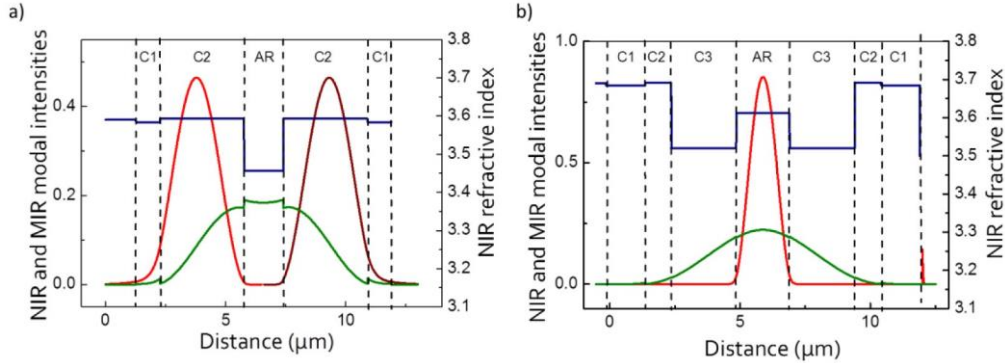 a)
C1 C2 AR C2 C1
NIR and MIR modal intensities
0.4
0.2
0.0
3.8
3.7
3.6
3.5
3.4
3.3
3.2
3.1
NIR refractive index
0 5 10
Distance (µm)
b)
C1 C2 C3 AR C3 C2 C1
NIR and MIR modal intensities
1.0
0.5
0.0
3.8
3.7
3.6
3.5
3.4
3.3
3.2
3.1
NIR refractive index
0 5 10
Distance (µm)